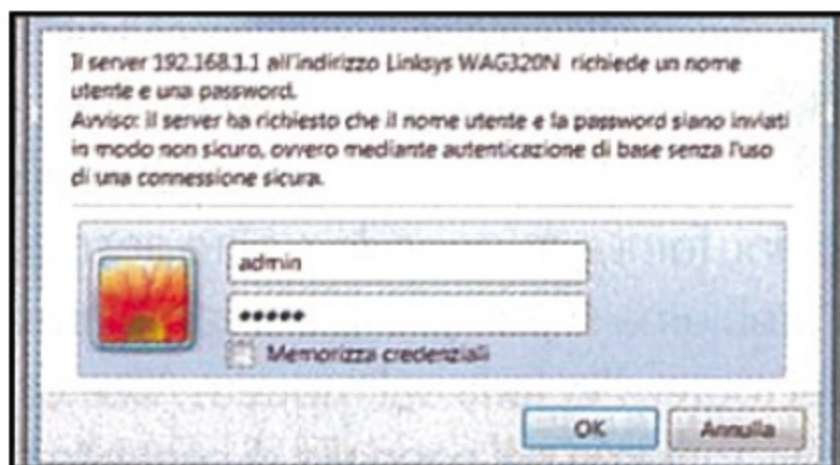 Il server 192.168.1.1 all'indirizzo Linksys WAG320N richiede un nome
utente e una password.
Avviso: il server ha richiesto che il nome utente e la password siano inviati
in modo non sicuro, ovvero mediante autenticazione di base senza l'uso
di una connessione sicura.
admin
•••••
Memorizza credenziali
OK Annulla